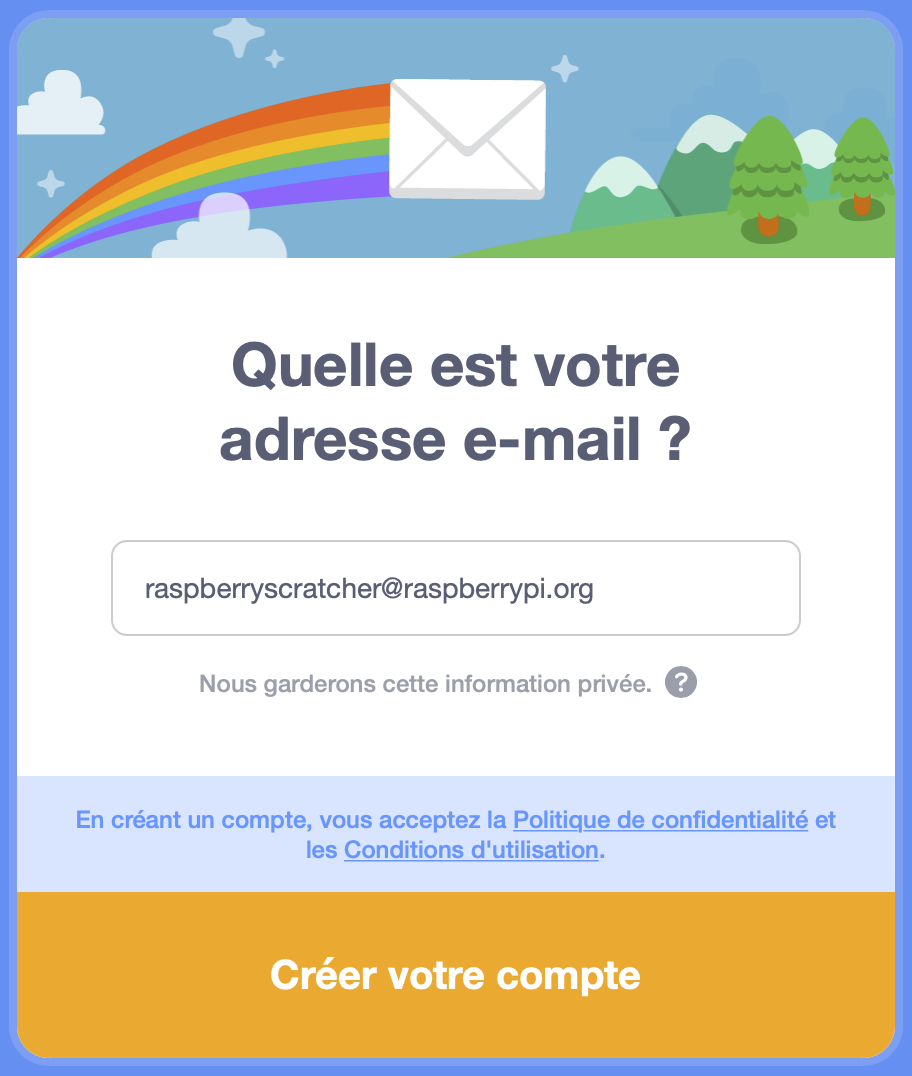 Quelle est votre
adresse e-mail ?
raspberryscratcher@raspberrypi.org
Nous garderons cette information privée. ?
En créant un compte, vous acceptez la Politique de confidentialité et
les Conditions d'utilisation.
Créer votre compte